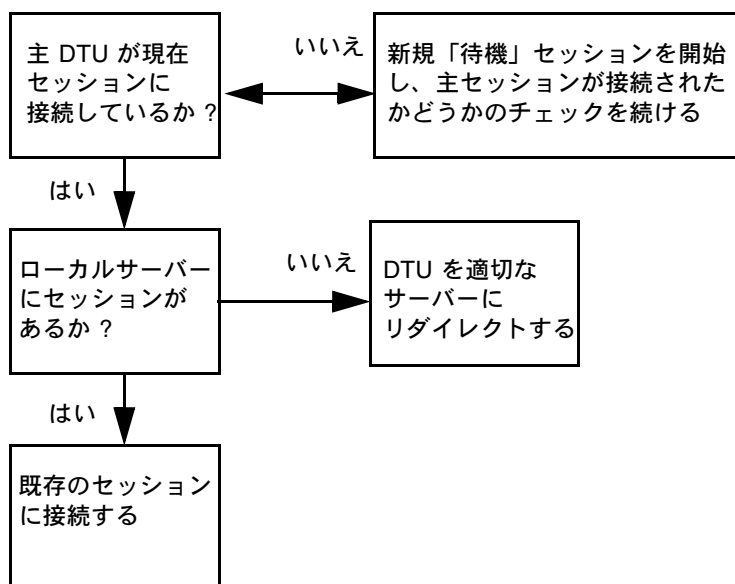 主 DTU が現在
セッションに
接続しているか ?
いいえ
新規「待機」セッションを開始
し、主セッションが接続された
かどうかのチェックを続ける
はい
ローカルサーバー
にセッションが
あるか ?
いいえ
DTU を適切な
サーバーに
リダイレクトする
はい
既存のセッション
に接続する